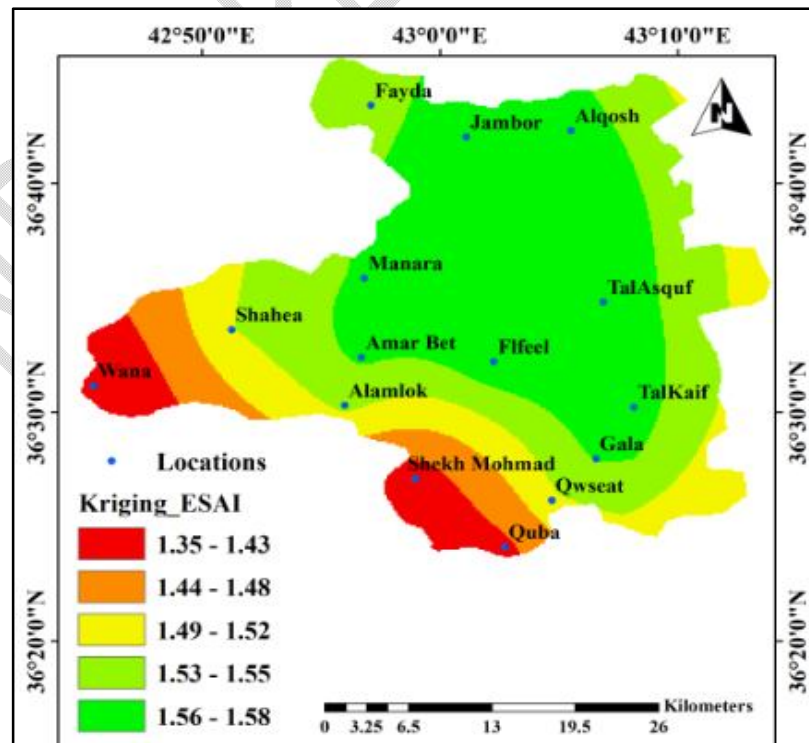 42°50'0"E 43°0'0"E 43°10'0"E
36°40'0"N
36°30'0"N
36°20'0"N
36°40'0"N
36°30'0"N
36°20'0"N
N
Fayda
Jambor
Alqosh
Manara
TalAsquf
Shahea
Amar Bet
Flfeel
Wana
Alamlok
TalKaif
Gala
Shekh Mohmad
Qwseat
Quba
Locations
Kriging_ESAI
1.35 - 1.43
1.44 - 1.48
1.49 - 1.52
1.53 - 1.55
1.56 - 1.58
Kilometers
0 3.25 6.5 13 19.5 26